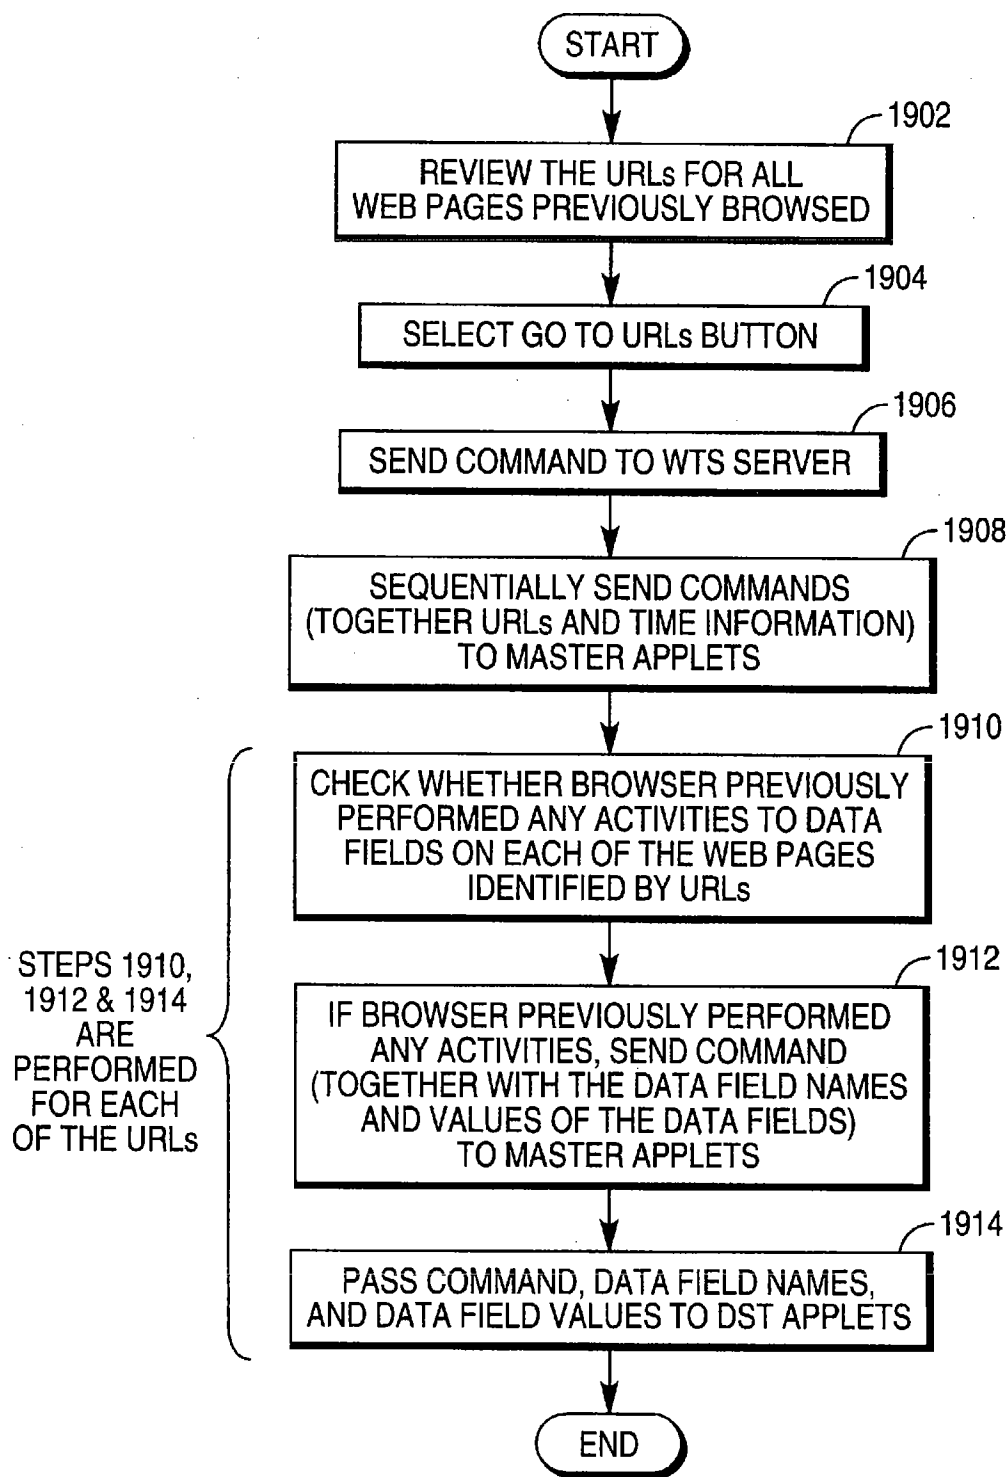 START
1902
REVIEW THE URLs FOR ALL
WEB PAGES PREVIOUSLY BROWSED
1904
SELECT GO TO URLs BUTTON
1906
SEND COMMAND TO WTS SERVER
1908
SEQUENTIALLY SEND COMMANDS
(TOGETHER URLs AND TIME INFORMATION)
TO MASTER APPLETS
1910
CHECK WHETHER BROWSER PREVIOUSLY
PERFORMED ANY ACTIVITIES TO DATA
FIELDS ON EACH OF THE WEB PAGES
IDENTIFIED BY URLs
STEPS 1910,
1912 & 1914
ARE
PERFORMED
FOR EACH
OF THE URLs
1912
IF BROWSER PREVIOUSLY PERFORMED
ANY ACTIVITIES, SEND COMMAND
(TOGETHER WITH THE DATA FIELD NAMES
AND VALUES OF THE DATA FIELDS)
TO MASTER APPLETS
1914
PASS COMMAND, DATA FIELD NAMES,
AND DATA FIELD VALUES TO DST APPLETS
END